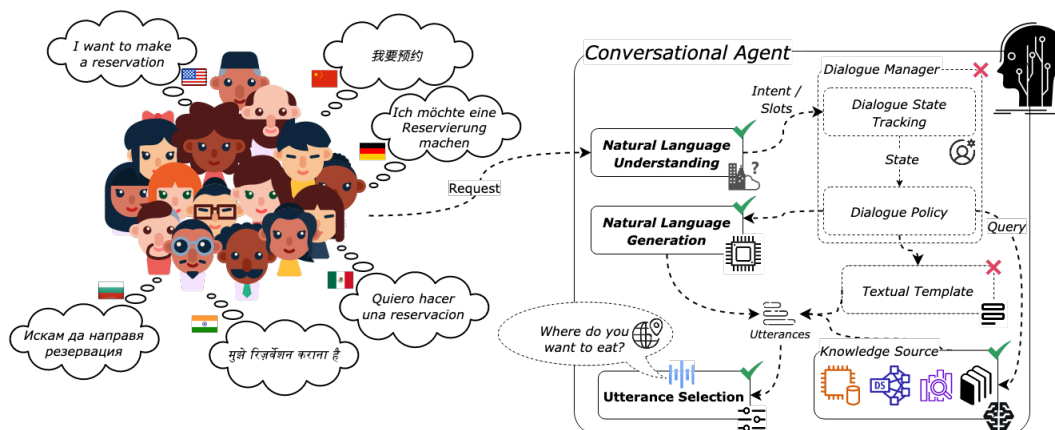 I want to make
a reservation
我要预约
Ich möchte eine
Reservierung
machen
Request
Quiero hacer
una reservacion
Искам да направя
резервация
मुझे रिज़र्वेशन कराना है
Conversational Agent
Intent /
Slots
Dialogue Manager
Dialogue State
Tracking
Natural Language
Understanding
?
State
Dialogue Policy
Natural Language
Generation
Query
Textual Template
Where do you
want to eat?
Utterances
Knowledge Source
DS
Utterance Selection